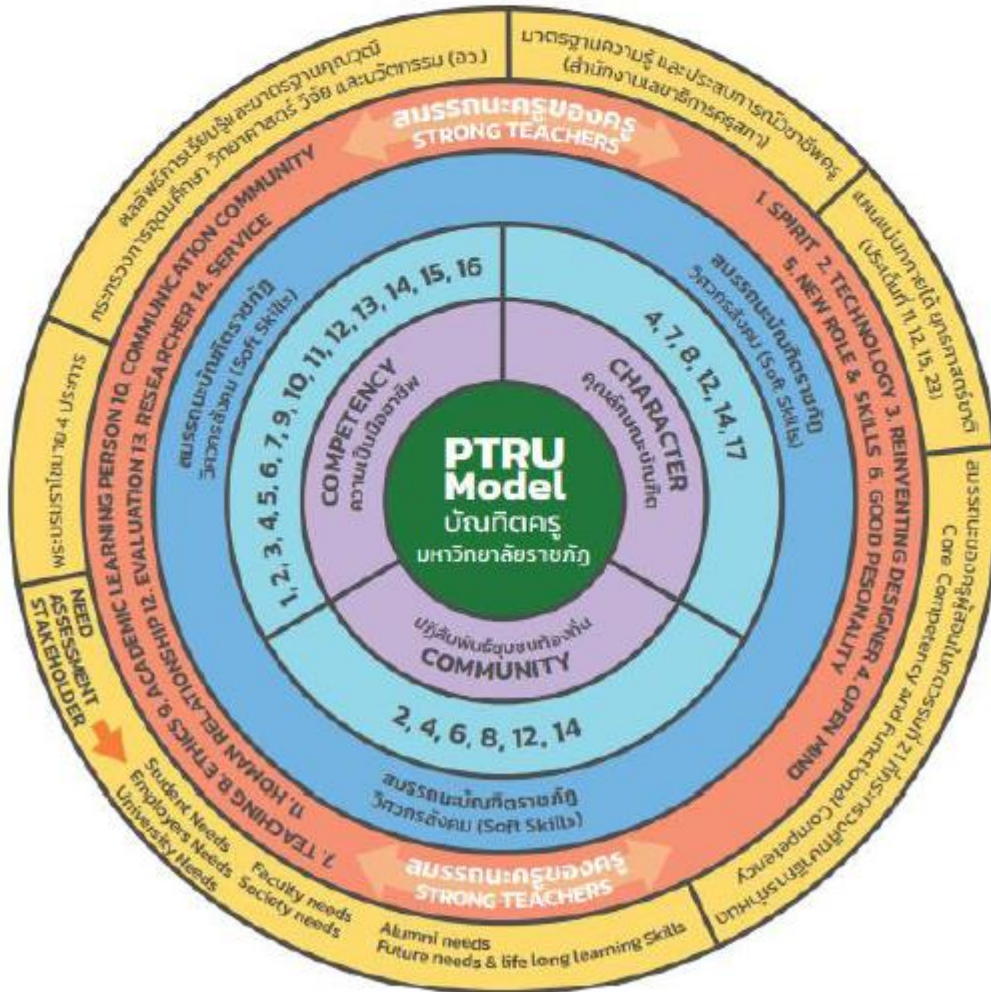 PTRU
Model
บัณฑิตครู
มหาวิทยาลัยราชภัฏ
COMPETENCY
ความเป็นมืออาชีพ
CHARACTER
คุณลักษณะบัณฑิต
ปฏิสัมพันธ์ชุมชนท้องถิ่น
COMMUNITY
1, 2, 3, 4, 5, 6, 7, 9, 10, 11, 12, 13, 14, 15, 16
4, 7, 8, 12, 14, 17
2, 4, 6, 8, 12, 14
สมรรถนะบัณฑิตราชภัฏ
วิศวกรสังคม (Soft Skills)
สมรรถนะบัณฑิตราชภัฏ
วิศวกรสังคม (Soft Skills)
สมรรถนะบัณฑิตราชภัฏ
วิศวกรสังคม (Soft Skills)
สมรรถนะครูของครู
STRONG TEACHERS
1. SPIRIT 2. TECHNOLOGY 3. REINVENTING DESIGNER 4. OPEN MIND
5. NEW ROLE & SKILLS 6. GOOD PESONALITY
สมรรถนะครูของครู
STRONG TEACHERS
7. TEACHING 8. ETHICS 9. ACADEMIC LEARNING PERSON 10. COMMUNICATION COMMUNITY
11. HDMAN RELATIONSHIP 12. EVALUATION 13. RESEARCHER 14. SERVICE
ผลลัพธ์การเรียนรู้และมาตรฐานคุณวุฒิ
กระทรวงการอุดมศึกษา วิทยาศาสตร์ วิจัย และนวัตกรรม (อว.)
มาตรฐานความรู้ และประสบการณ์วิชาชีพครู
(สำนักงานเลขาธิการคุรุสภา)
แผนแม่บทภายใต้ ยุทธศาสตร์ชาติ
(ประเด็นที่ 11, 12, 15, 23)
สมรรถนะของครูผู้สอนในศตวรรษที่ 21 ที่กระทรวงศึกษาธิการกำหนด
Core Competency and Functional Competency
พระบรมราโชบาย 4 ประการ
NEED
ASSESSMENT
STAKEHOLDER
Student Needs
Employers Needs
University Needs
Faculty needs
Society needs
Alumni needs
Future needs & life long learning Skills